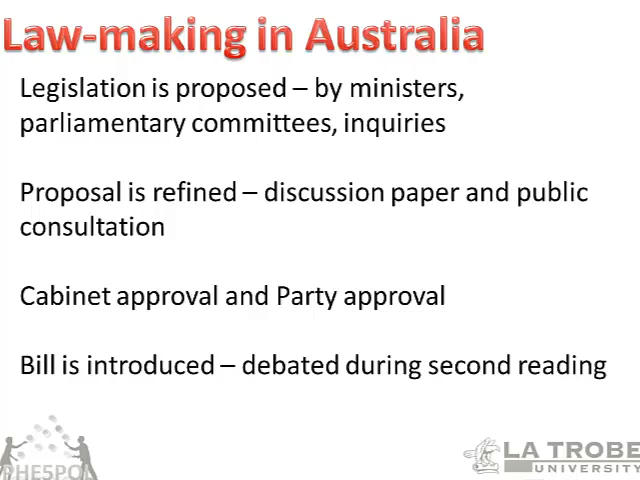 Law-making in Australia
Legislation is proposed – by ministers,
parliamentary committees, inquiries
Proposal is refined – discussion paper and public
consultation
Cabinet approval and Party approval
Bill is introduced – debated during second reading
PHE5POL
LA TROBE
UNIVERSITY